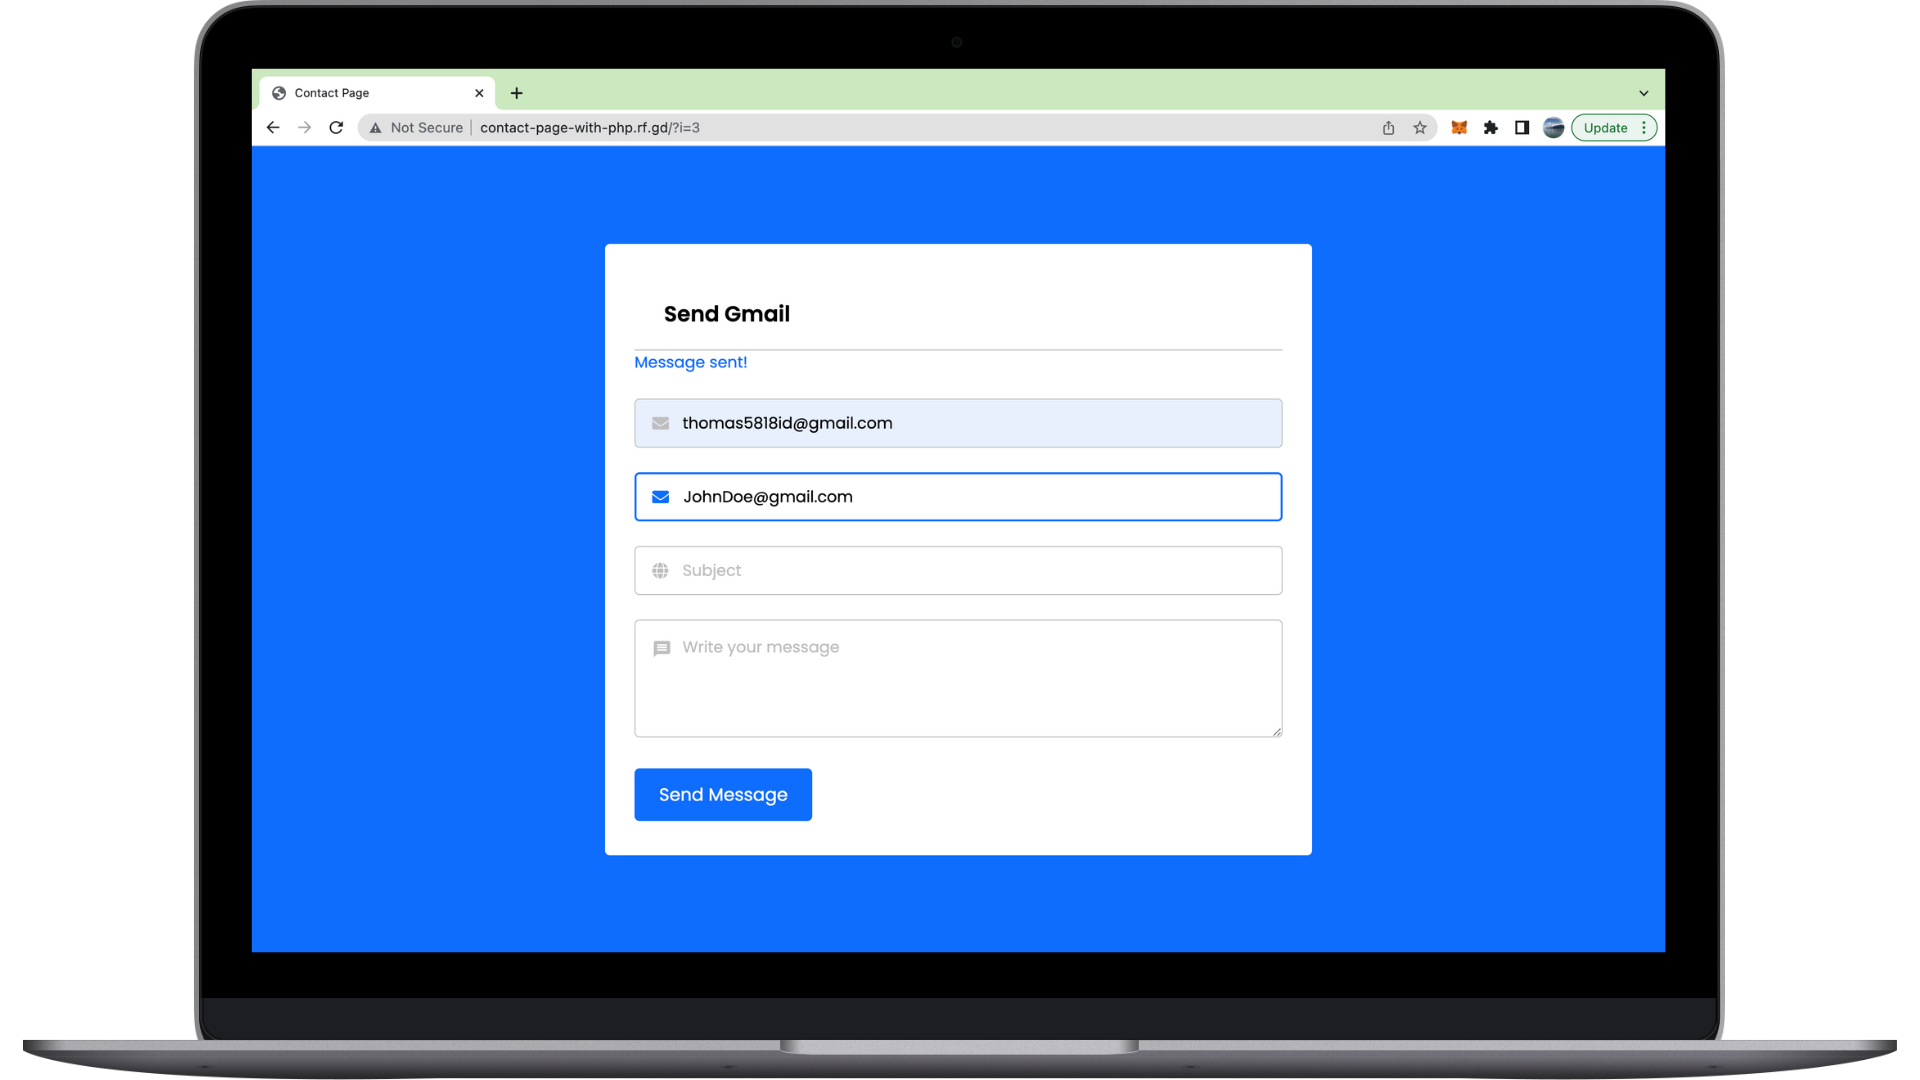 Contact Page
Not Secure contact-page-with-php.rf.gd/?i=3
Update
Send Gmail
Message sent!
thomas5818id@gmail.com
JohnDoe@gmail.com
Subject
Write your message
Send Message